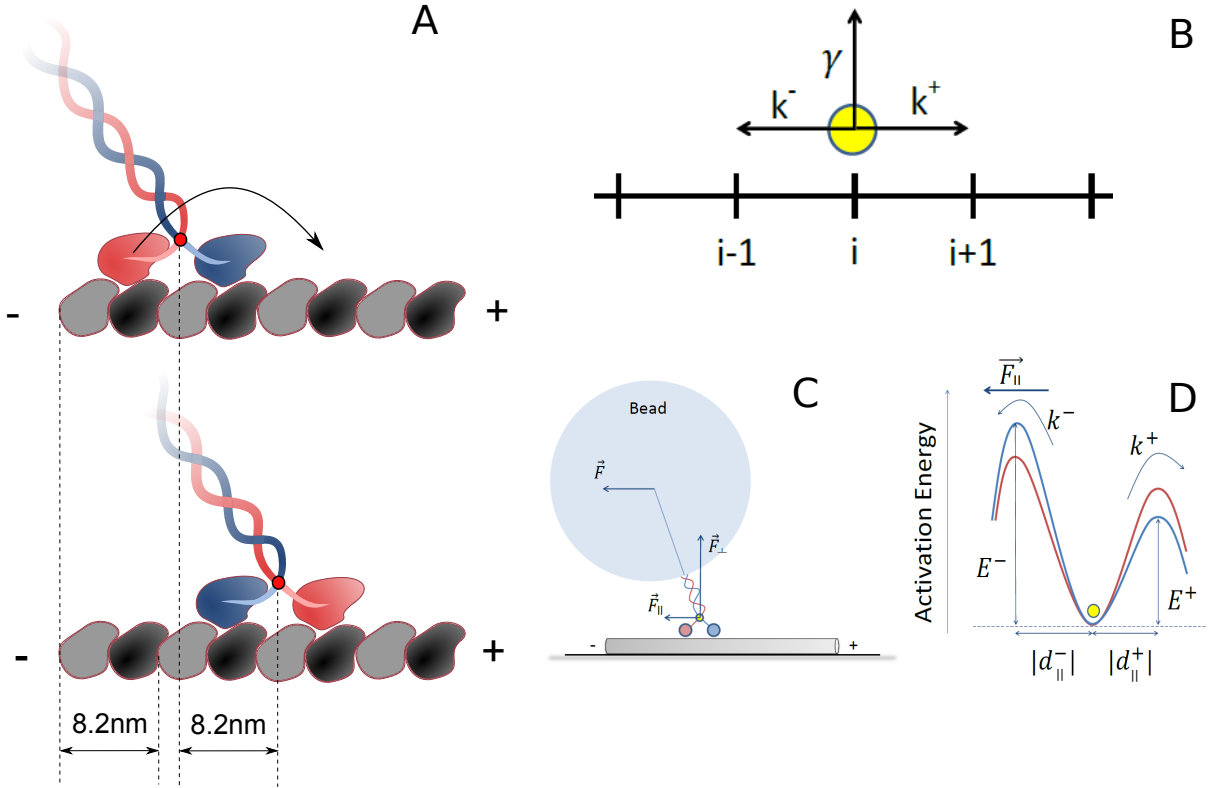 A
-
+
-
+
8.2nm
8.2nm
B
γ
k⁻
k⁺
i-1
i
i+1
C
Bead
F⃗
F⃗⊥
F⃗∥
-
+
D
F∥⃗
k⁻
k⁺
Activation Energy
E⁻
E⁺
|d∥⁻|
|d∥⁺|